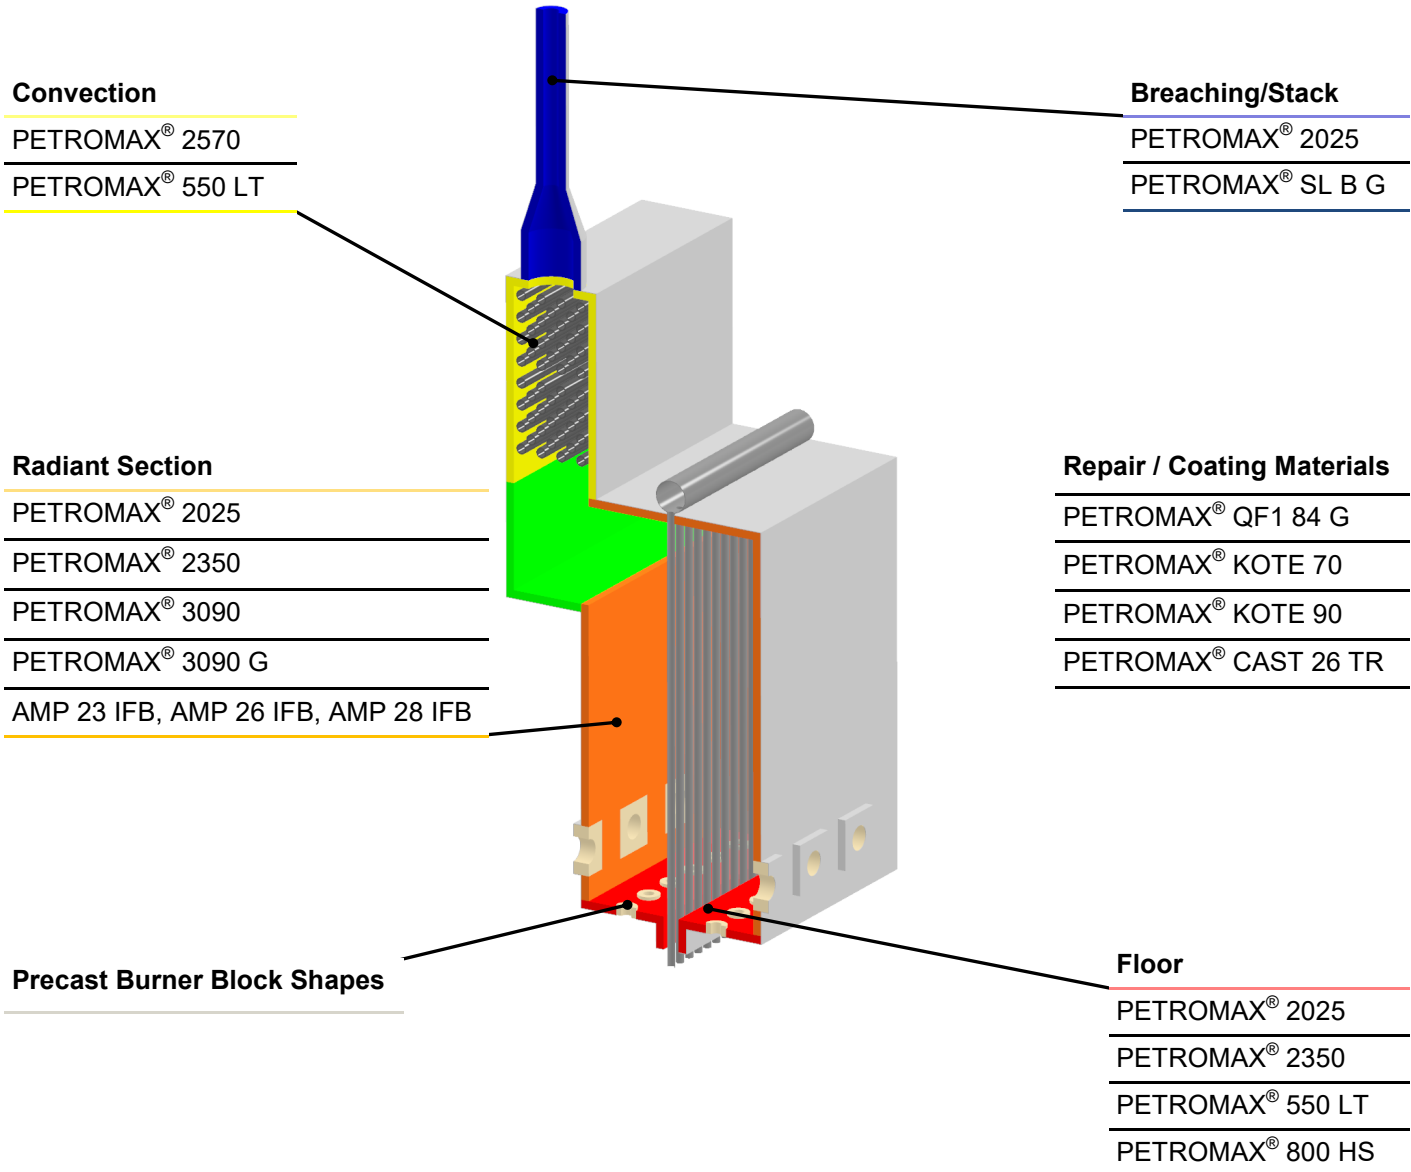 Convection
PETROMAX® 2570
PETROMAX® 550 LT
Breaching/Stack
PETROMAX® 2025
PETROMAX® SL B G
Radiant Section
PETROMAX® 2025
PETROMAX® 2350
PETROMAX® 3090
PETROMAX® 3090 G
AMP 23 IFB, AMP 26 IFB, AMP 28 IFB
Repair / Coating Materials
PETROMAX® QF1 84 G
PETROMAX® KOTE 70
PETROMAX® KOTE 90
PETROMAX® CAST 26 TR
Precast Burner Block Shapes
Floor
PETROMAX® 2025
PETROMAX® 2350
PETROMAX® 550 LT
PETROMAX® 800 HS